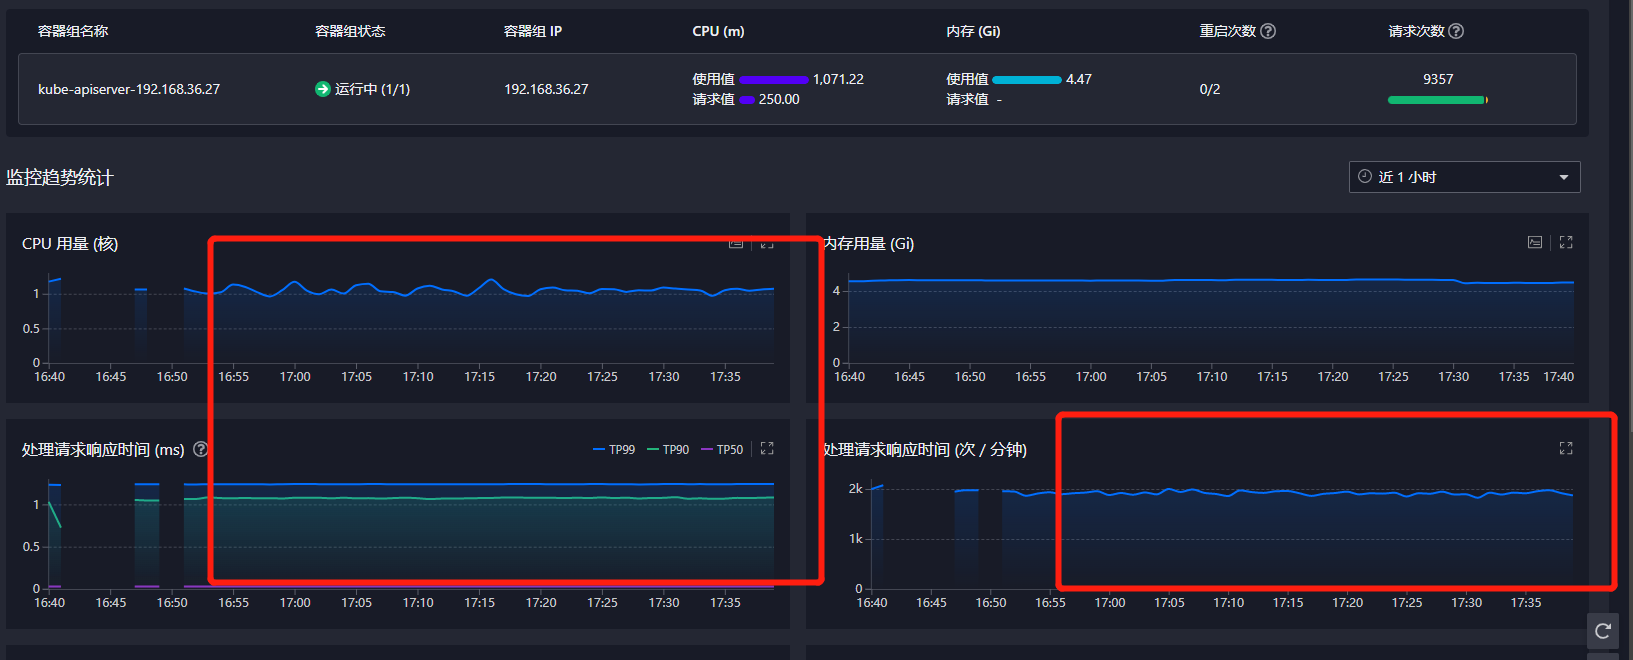 容器组名称 容器组状态 容器组 IP CPU (m) 内存 (Gi) 重启次数 ? 请求次数 ?
kube-apiserver-192.168.36.27 运行中 (1/1) 192.168.36.27 使用值 1,071.22 使用值 4.47 0/2 9357
请求值 250.00 请求值 -
监控趋势统计 近 1 小时
CPU 用量 (核)
1
0.5
0
16:40 16:45 16:50 16:55 17:00 17:05 17:10 17:15 17:20 17:25 17:30 17:35
内存用量 (Gi)
4
2
0
16:40 16:45 16:50 16:55 17:00 17:05 17:10 17:15 17:20 17:25 17:30 17:35 17:40
处理请求响应时间 (ms) ? TP99 TP90 TP50
1
0.5
0
16:40 16:45 16:50 16:55 17:00 17:05 17:10 17:15 17:20 17:25 17:30 17:35
处理请求响应时间 (次 / 分钟)
2k
1k
0
16:40 16:45 16:50 16:55 17:00 17:05 17:10 17:15 17:20 17:25 17:30 17:35